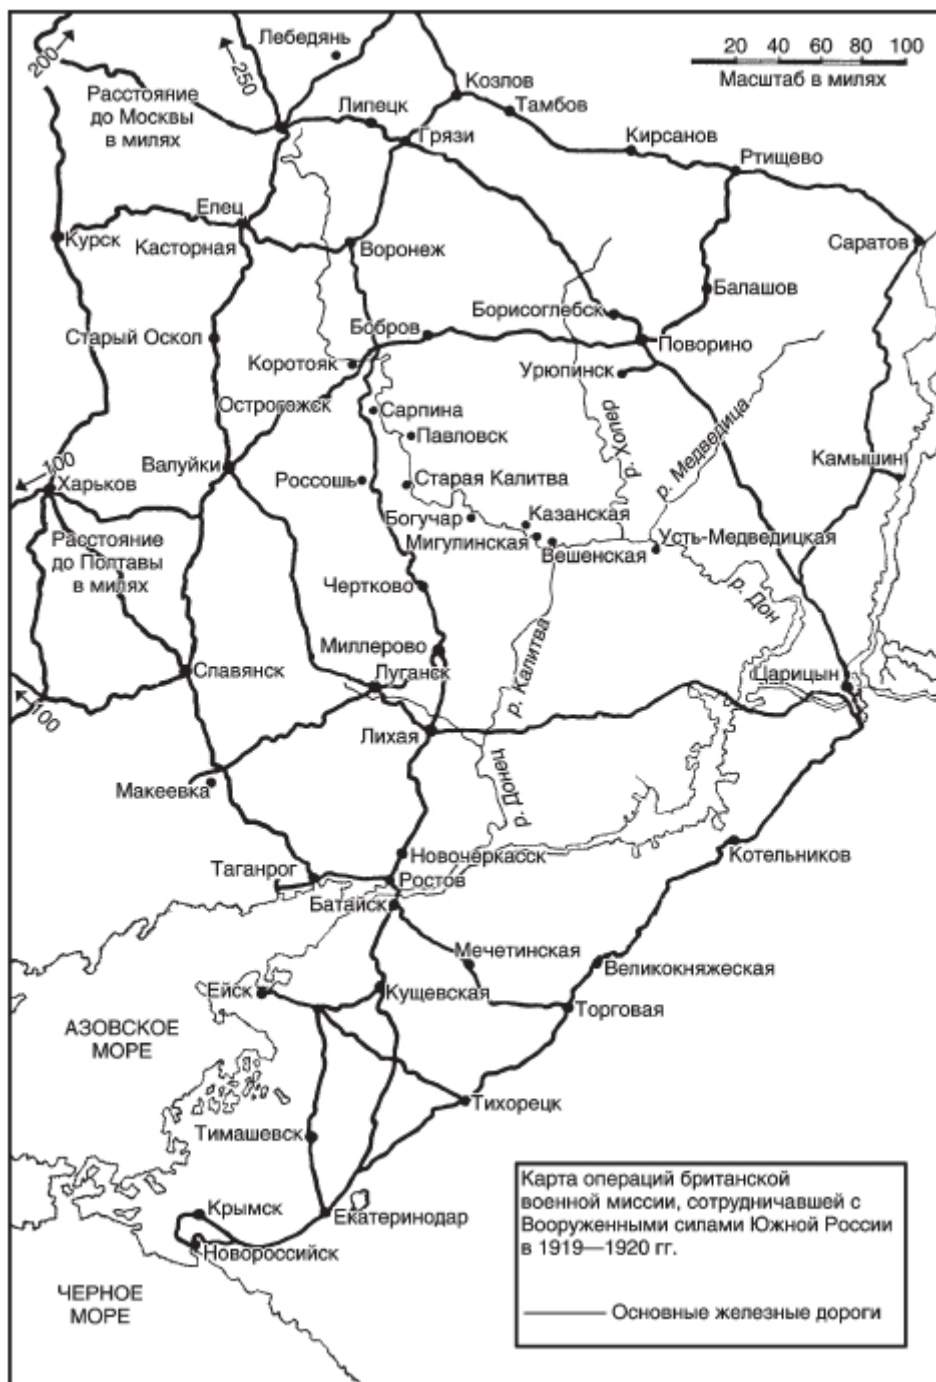 Лебедянь
20 40 60 80 100
Масштаб в милях
200
250
Расстояние
до Москвы
в милях
Козлов
Липецк
Тамбов
Грязи
Кирсанов
Ртищево
Елец
Курск
Касторная
Воронеж
Саратов
Балашов
Борисоглебск
Старый Оскол
Бобров
Поворино
Коротояк
Урюпинск
Острогожск
Сарпина
р. Хопер
р. Медведица
Павловск
100
Валуйки
Камышин
Харьков
Россошь
Старая Калитва
Богучар
Казанская
Расстояние
до Полтавы
в милях
Мигулинская
Вешенская
Усть-Медведицкая
р. Дон
Чертково
Миллерово
р. Калитва
Славянск
Луганск
Царицын
100
Лихая
р. Донец
Макеевка
Новочеркасск
Котельников
Таганрог
Ростов
Батайск
Мечетинская
Великокняжеская
Ейск
Кущевская
Торговая
АЗОВСКОЕ
МОРЕ
Тихорецк
Тимашевск
Крымск
Екатеринодар
Новороссийск
ЧЕРНОЕ
МОРЕ
Карта операций британской
военной миссии, сотрудничавшей с
Вооруженными силами Южной России
в 1919—1920 гг.
Основные железные дороги